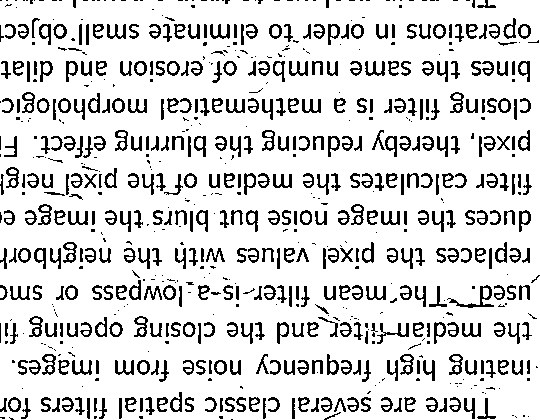 There are several classic spatial filters for
inating high frequency noise from images.
the median filter and the closing opening fil
used. The mean filter is a lowpass or smo
replaces the pixel values with the neighborh
duces the image noise but blurs the image e
filter calculates the median of the pixel neigh
pixel, thereby reducing the blurring effect. Fi
closing filter is a mathematical morphologic
bines the same number of erosion and dilat
operations in order to eliminate small object